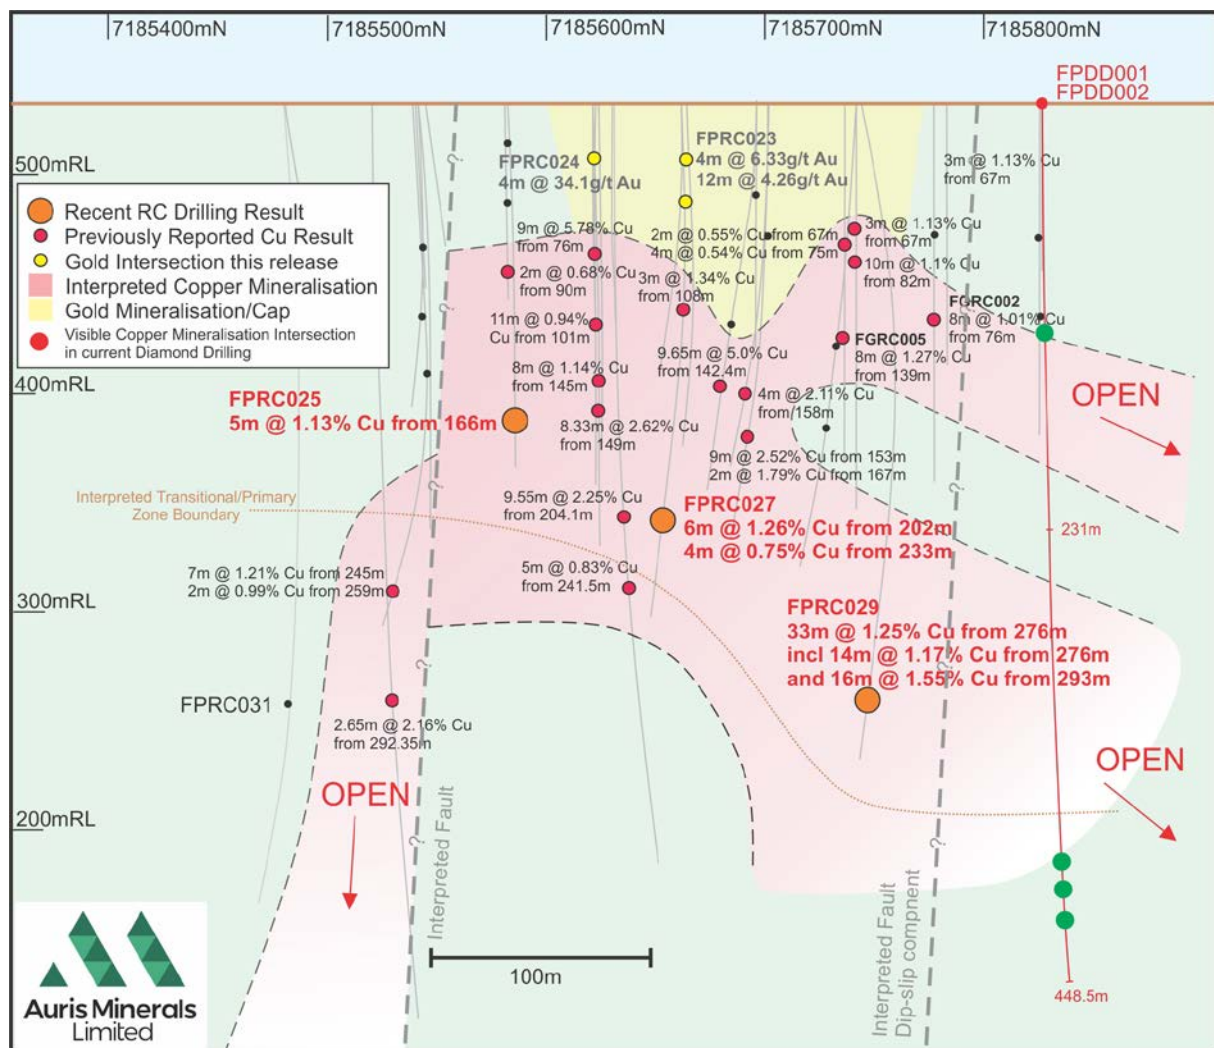 7185400mN
7185500mN
7185600mN
7185700mN
7185800mN
FPDD001
FPDD002
500mRL
400mRL
300mRL
200mRL
Recent RC Drilling Result
Previously Reported Cu Result
Gold Intersection this release
Interpreted Copper Mineralisation
Gold Mineralisation/Cap
Visible Copper Mineralisation Intersection
in current Diamond Drilling
FPRC024
4m @ 34.1g/t Au
FPRC023
4m @ 6.33g/t Au
12m @ 4.26g/t Au
3m @ 1.13% Cu
from 67m
9m @ 5.78% Cu
from 76m
2m @ 0.55% Cu from 67m
4m @ 0.54% Cu from 75m
3m @ 1.13% Cu
from 67m
2m @ 0.68% Cu
from 90m
3m @ 1.34% Cu
from 108m
10m @ 1.1% Cu
from 82m
FGRC002
8m @ 1.01% Cu
from 76m
11m @ 0.94%
Cu from 101m
FGRC005
8m @ 1.27% Cu
from 139m
8m @ 1.14% Cu
from 145m
9.65m @ 5.0% Cu
from 142.4m
4m @ 2.11% Cu
from 158m
FPRC025
5m @ 1.13% Cu from 166m
8.33m @ 2.62% Cu
from 149m
9m @ 2.52% Cu from 153m
2m @ 1.79% Cu from 167m
OPEN
Interpreted Transitional/Primary
Zone Boundary
9.55m @ 2.25% Cu
from 204.1m
FPRC027
6m @ 1.26% Cu from 202m
4m @ 0.75% Cu from 233m
231m
7m @ 1.21% Cu from 245m
2m @ 0.99% Cu from 259m
5m @ 0.83% Cu
from 241.5m
FPRC029
33m @ 1.25% Cu from 276m
incl 14m @ 1.17% Cu from 276m
and 16m @ 1.55% Cu from 293m
FPRC031
2.65m @ 2.16% Cu
from 292.35m
OPEN
OPEN
?
?
?
?
?
?
?
Interpreted Fault
Interpreted Fault
Dip-slip compnent
100m
448.5m
Auris Minerals
Limited